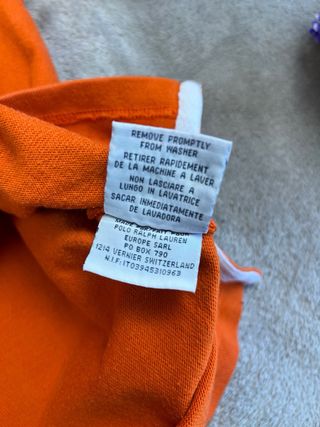 REMOVE PROMPTLY
FROM WASHER
RETIRER RAPIDEMENT
DE LA MACHINE A LAVER
NON LASCIARE A
LUNGO IN LAVATRICE
SACAR IMMEDIATAMENTE
DE LAVADORA
POLO RALPH LAUREN
EUROPE SARL
PO BOX 790
1214 VERNIER SWITZERLAND
N.I.F: IT03945310963